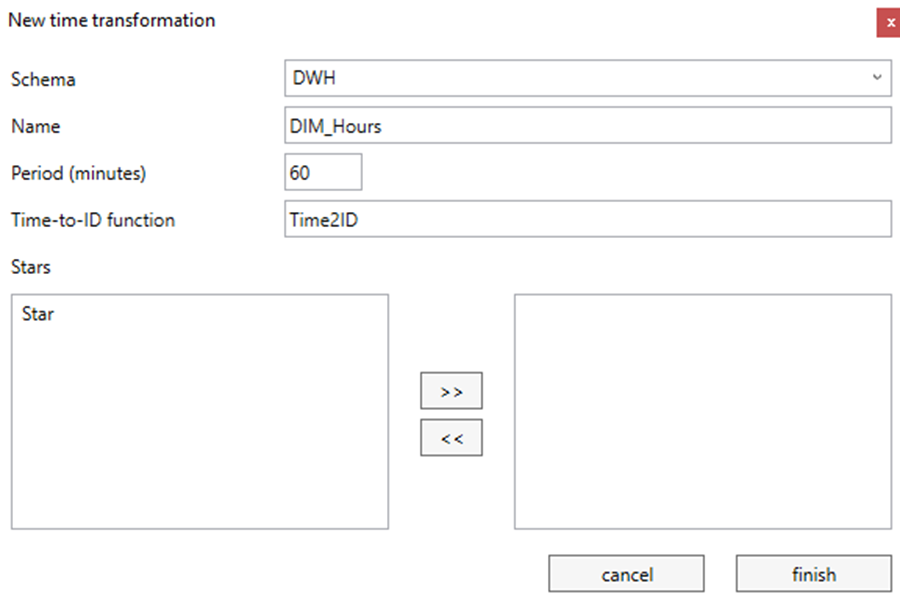 New time transformation
x
Schema DWH
Name DIM_Hours
Period (minutes) 60
Time-to-ID function Time2ID
Stars
Star
>>
<<
cancel finish